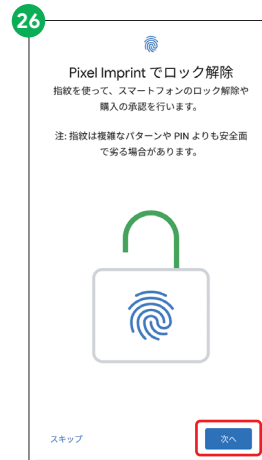 26
Pixel Imprint でロック解除
指紋を使って、スマートフォンのロック解除や
購入の承認を行います。
注: 指紋は複雑なパターンや PIN よりも安全面
で劣る場合があります。
スキップ
次へ